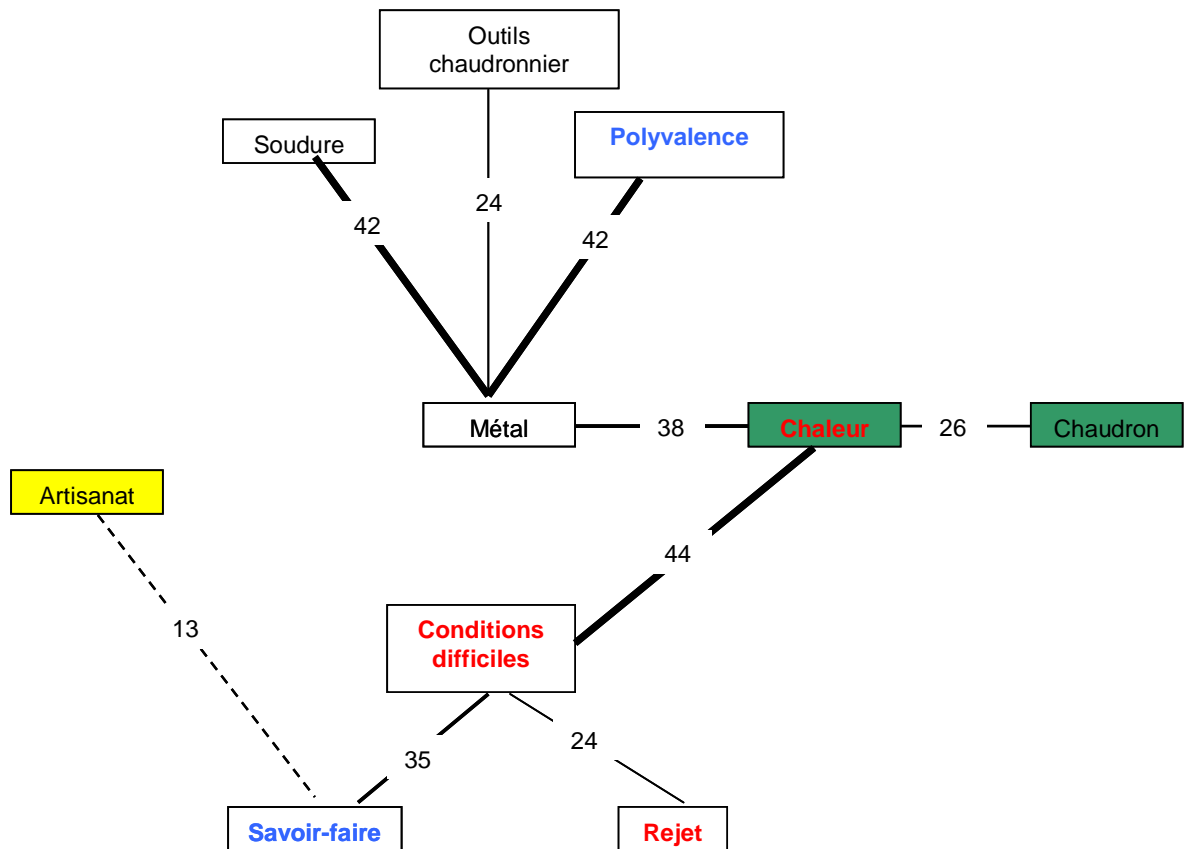 Outils
chaudronnier
Soudure
Polyvalence
24
42
42
Métal
38
Chaleur
26
Chaudron
Artisanat
44
13
Conditions
difficiles
35
24
Savoir-faire
Rejet